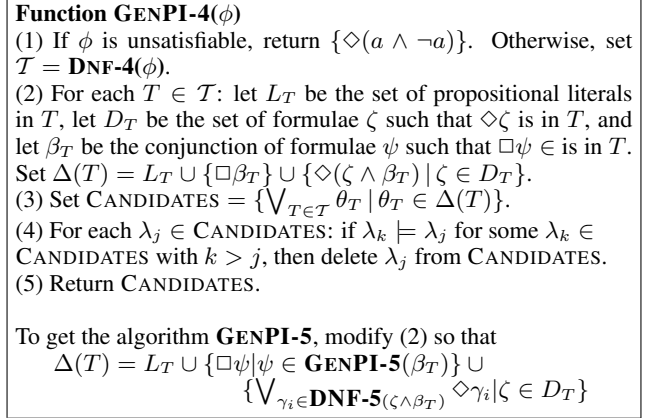 Function GENPI-4(ϕ)
(1) If ϕ is unsatisfiable, return {◇(a ∧ ¬a)}. Otherwise, set
𝒯 = DNF-4(ϕ).
(2) For each T ∈ 𝒯: let L_T be the set of propositional literals
in T, let D_T be the set of formulae ζ such that ◇ζ is in T, and
let β_T be the conjunction of formulae ψ such that □ψ ∈ is in T.
Set Δ(T) = L_T ∪ {□β_T} ∪ {◇(ζ ∧ β_T) | ζ ∈ D_T}.
(3) Set CANDIDATES = {⋁_{T∈𝒯} θ_T | θ_T ∈ Δ(T)}.
(4) For each λ_j ∈ CANDIDATES: if λ_k ⊨ λ_j for some λ_k ∈
CANDIDATES with k > j, then delete λ_j from CANDIDATES.
(5) Return CANDIDATES.
To get the algorithm GENPI-5, modify (2) so that
Δ(T) = L_T ∪ {□ψ|ψ ∈ GENPI-5(β_T)} ∪
{⋁_{γ_i∈DNF-5(ζ∧β_T)} ◇γ_i|ζ ∈ D_T}